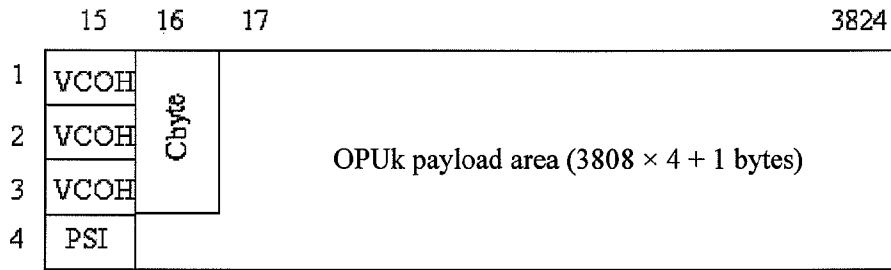 15 16 17 3824
1 VCOH
2 VCOH
3 VCOH
4 PSI
Cbyte
OPUk payload area (3808 × 4 + 1 bytes)